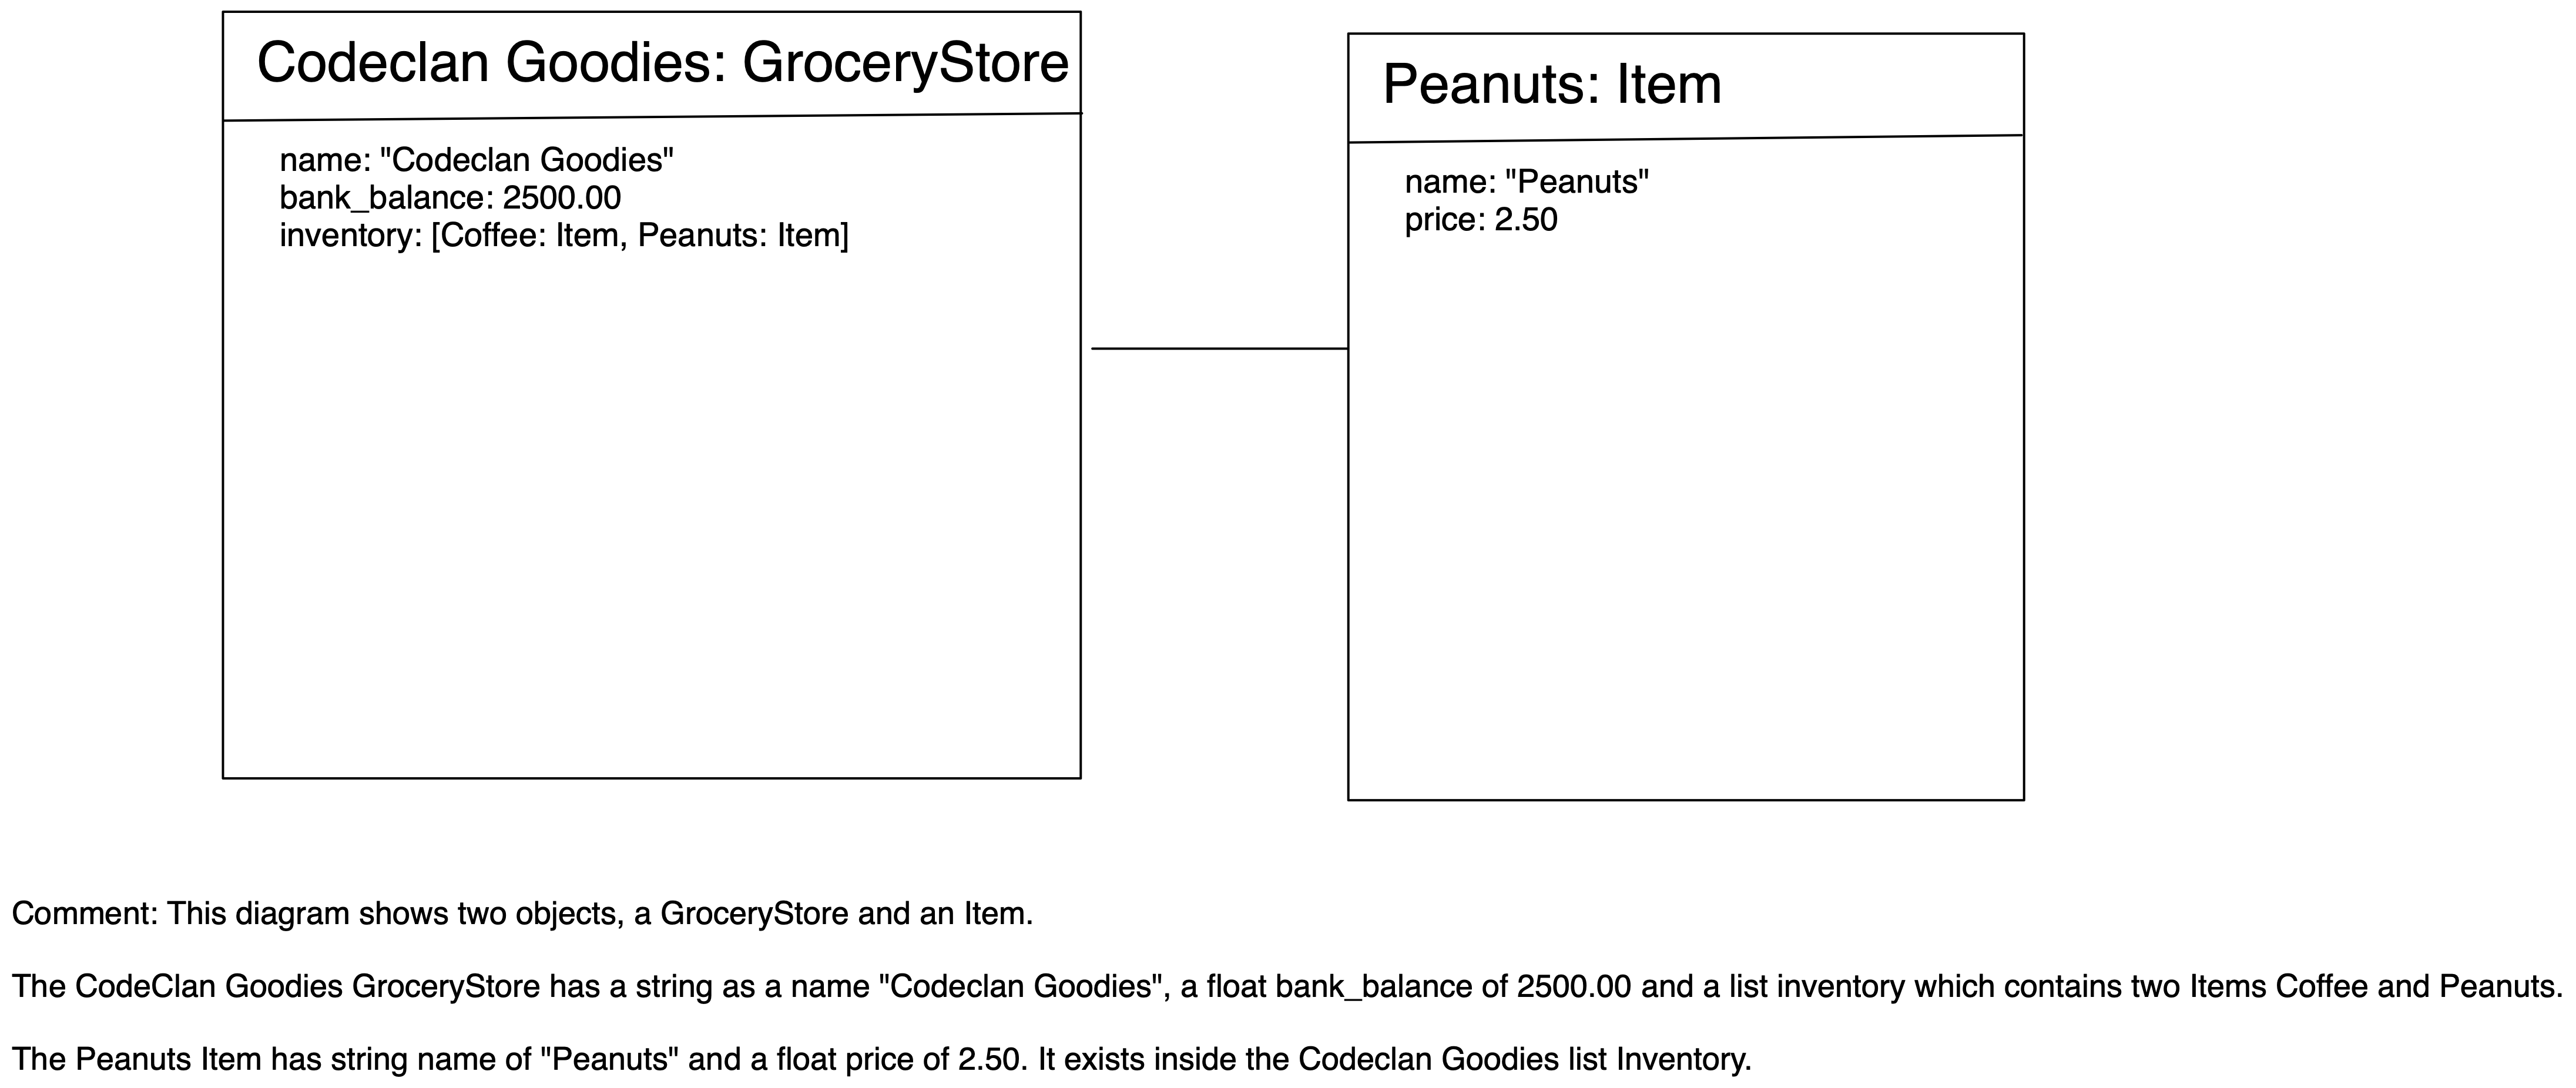 Codeclan Goodies: GroceryStore
name: "Codeclan Goodies"
bank_balance: 2500.00
inventory: [Coffee: Item, Peanuts: Item]
Peanuts: Item
name: "Peanuts"
price: 2.50
Comment: This diagram shows two objects, a GroceryStore and an Item.
The CodeClan Goodies GroceryStore has a string as a name "Codeclan Goodies", a float bank_balance of 2500.00 and a list inventory which contains two Items Coffee and Peanuts.
The Peanuts Item has string name of "Peanuts" and a float price of 2.50. It exists inside the Codeclan Goodies list Inventory.